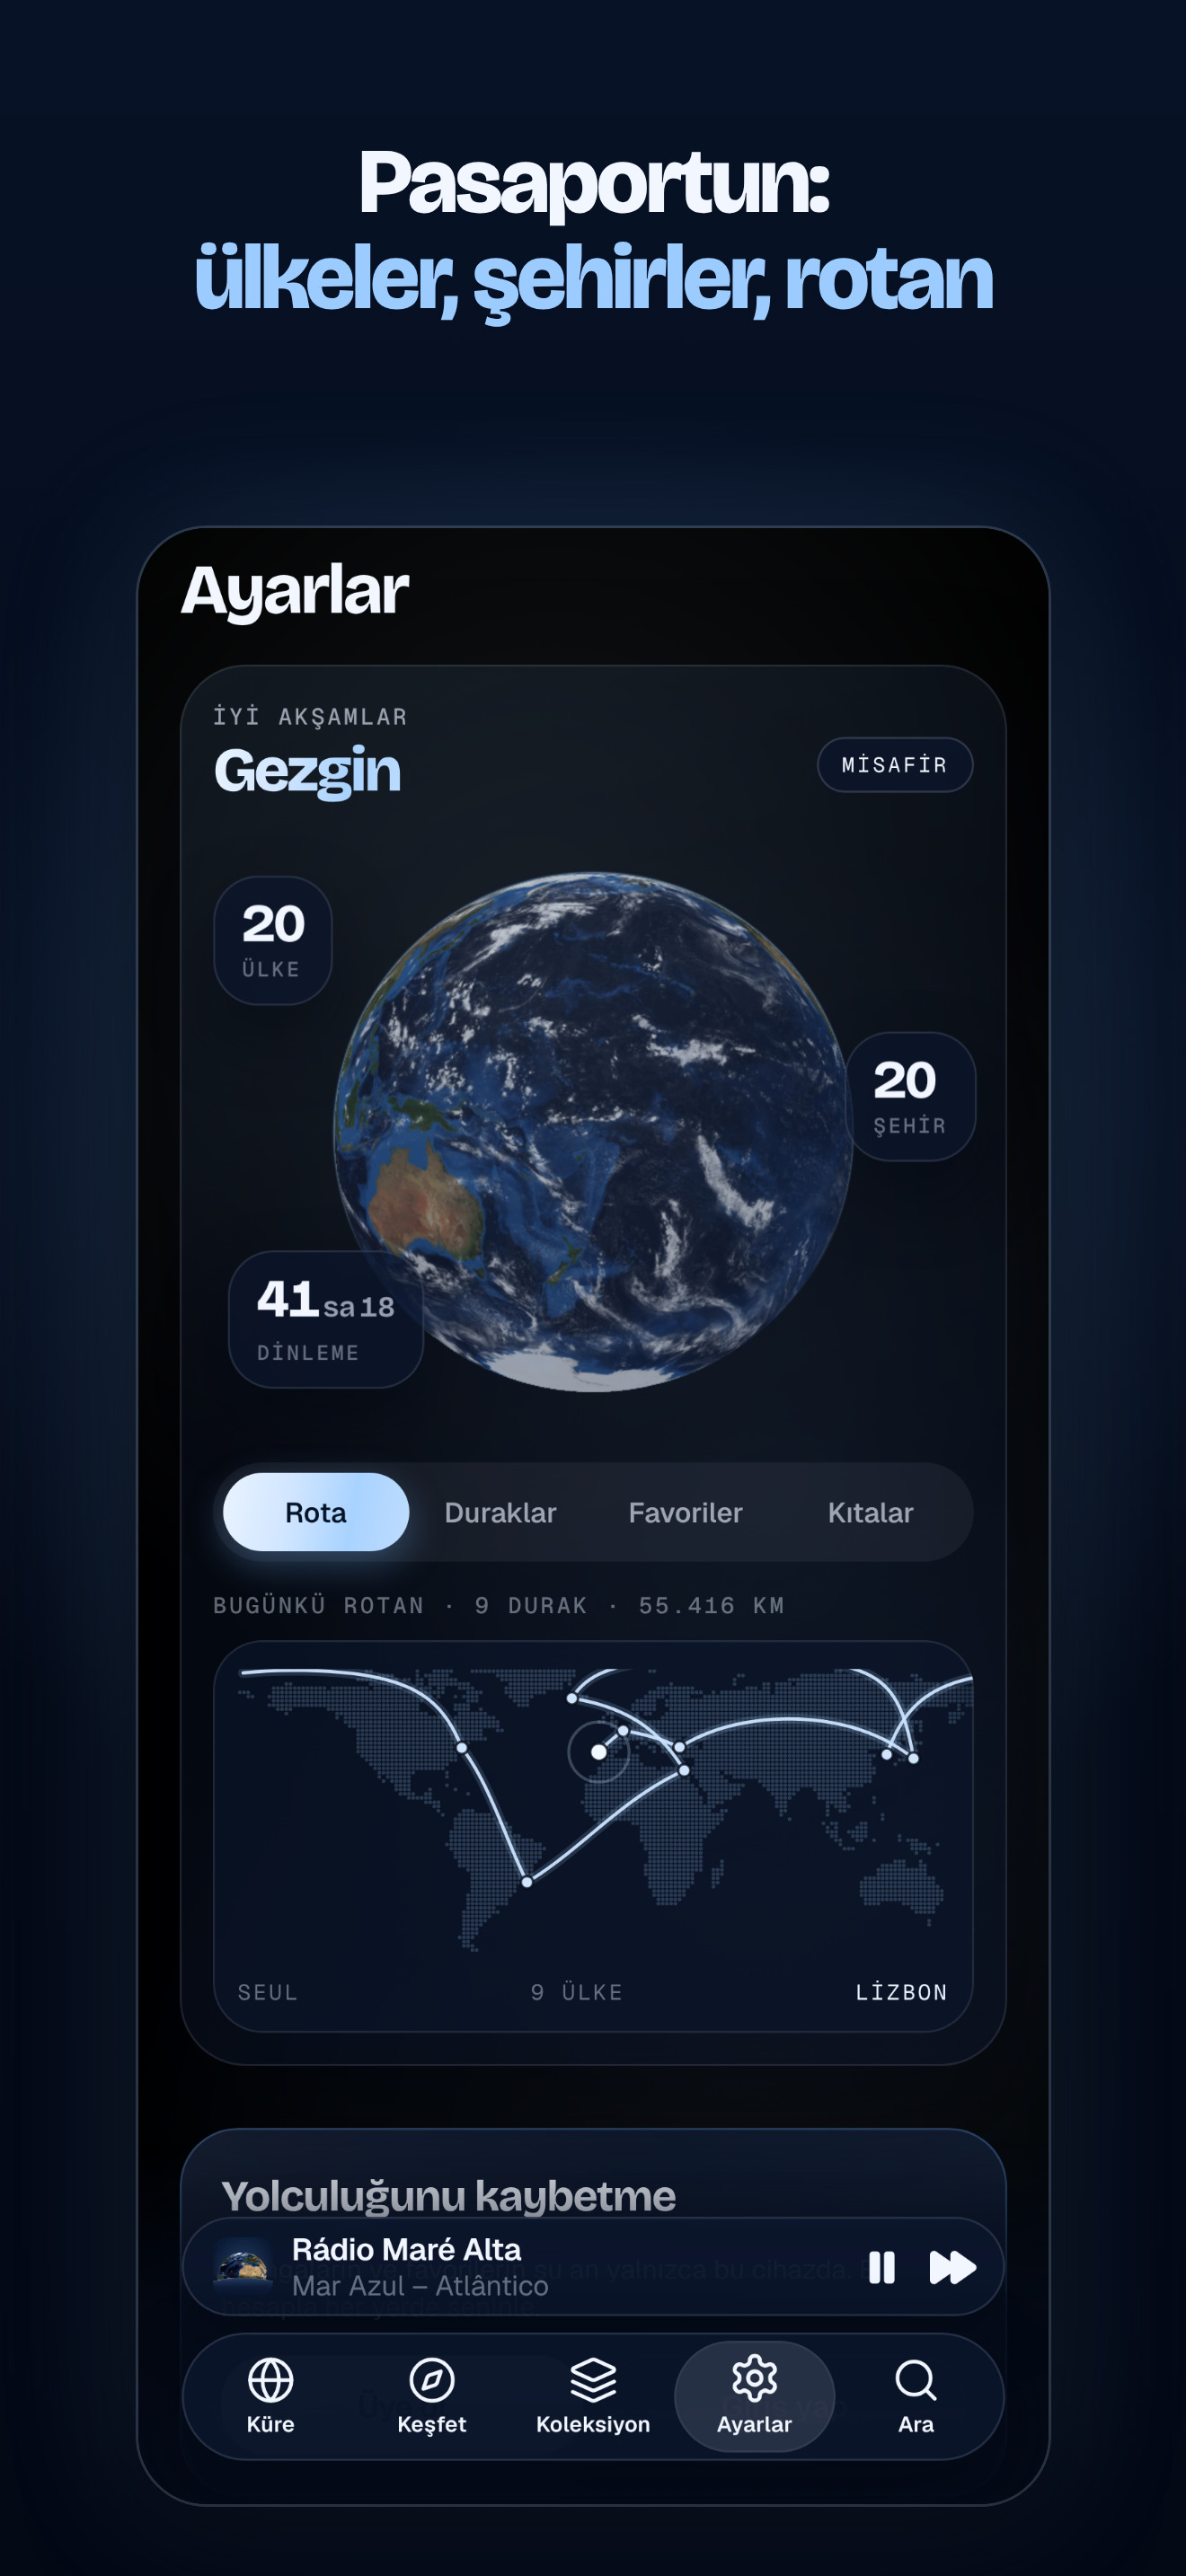 Pasaportun:
ülkeler, şehirler, rotan
Ayarlar
İYİ AKŞAMLAR
Gezgin
MİSAFİR
20
ÜLKE
20
ŞEHİR
41 sa 18
DİNLEME
Rota
Duraklar
Favoriler
Kıtalar
BUGÜNKÜ ROTAN · 9 DURAK · 55.416 KM
SEUL
9 ÜLKE
LİZBON
Yolculuğunu kaybetme
Rádio Maré Alta
Mar Azul – Atlântico
Küre
Keşfet
Koleksiyon
Ayarlar
Ara